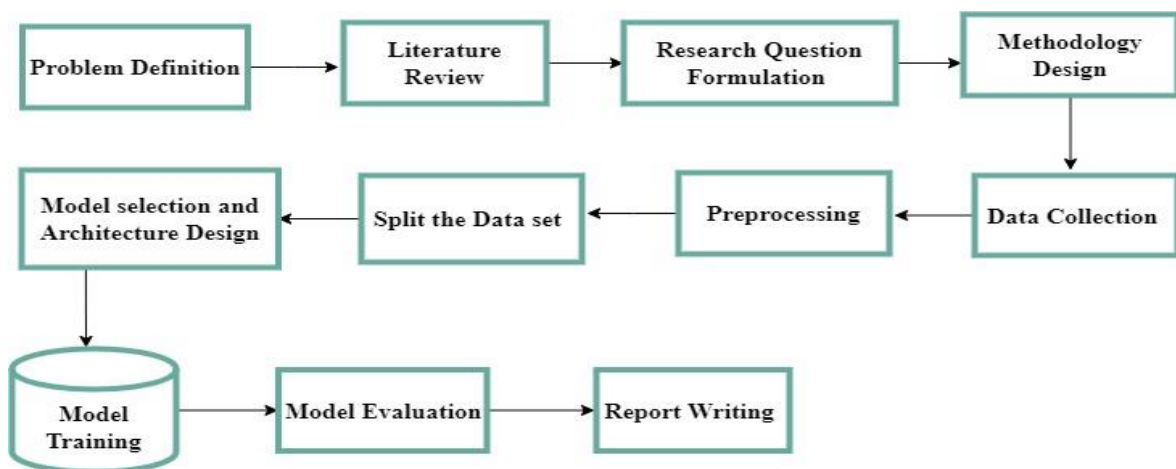 Problem Definition
Literature
Review
Research Question
Formulation
Methodology
Design
Data Collection
Preprocessing
Split the Data set
Model selection and
Architecture Design
Model
Training
Model Evaluation
Report Writing